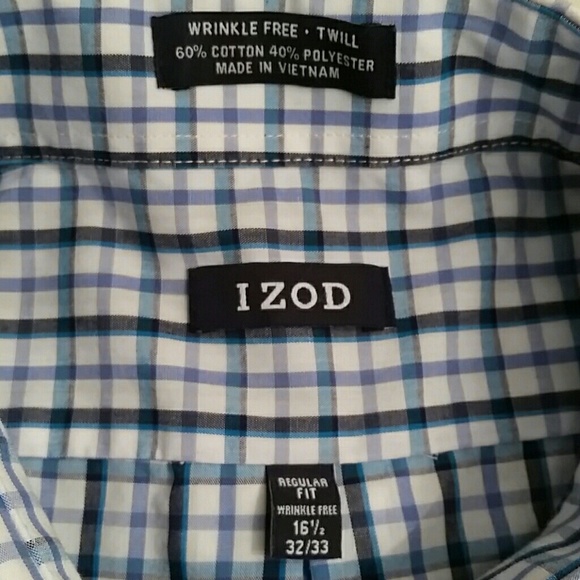 WRINKLE FREE · TWILL
60% COTTON 40% POLYESTER
MADE IN VIETNAM
IZOD
REGULAR
FIT
WRINKLE FREE
16½
32/33